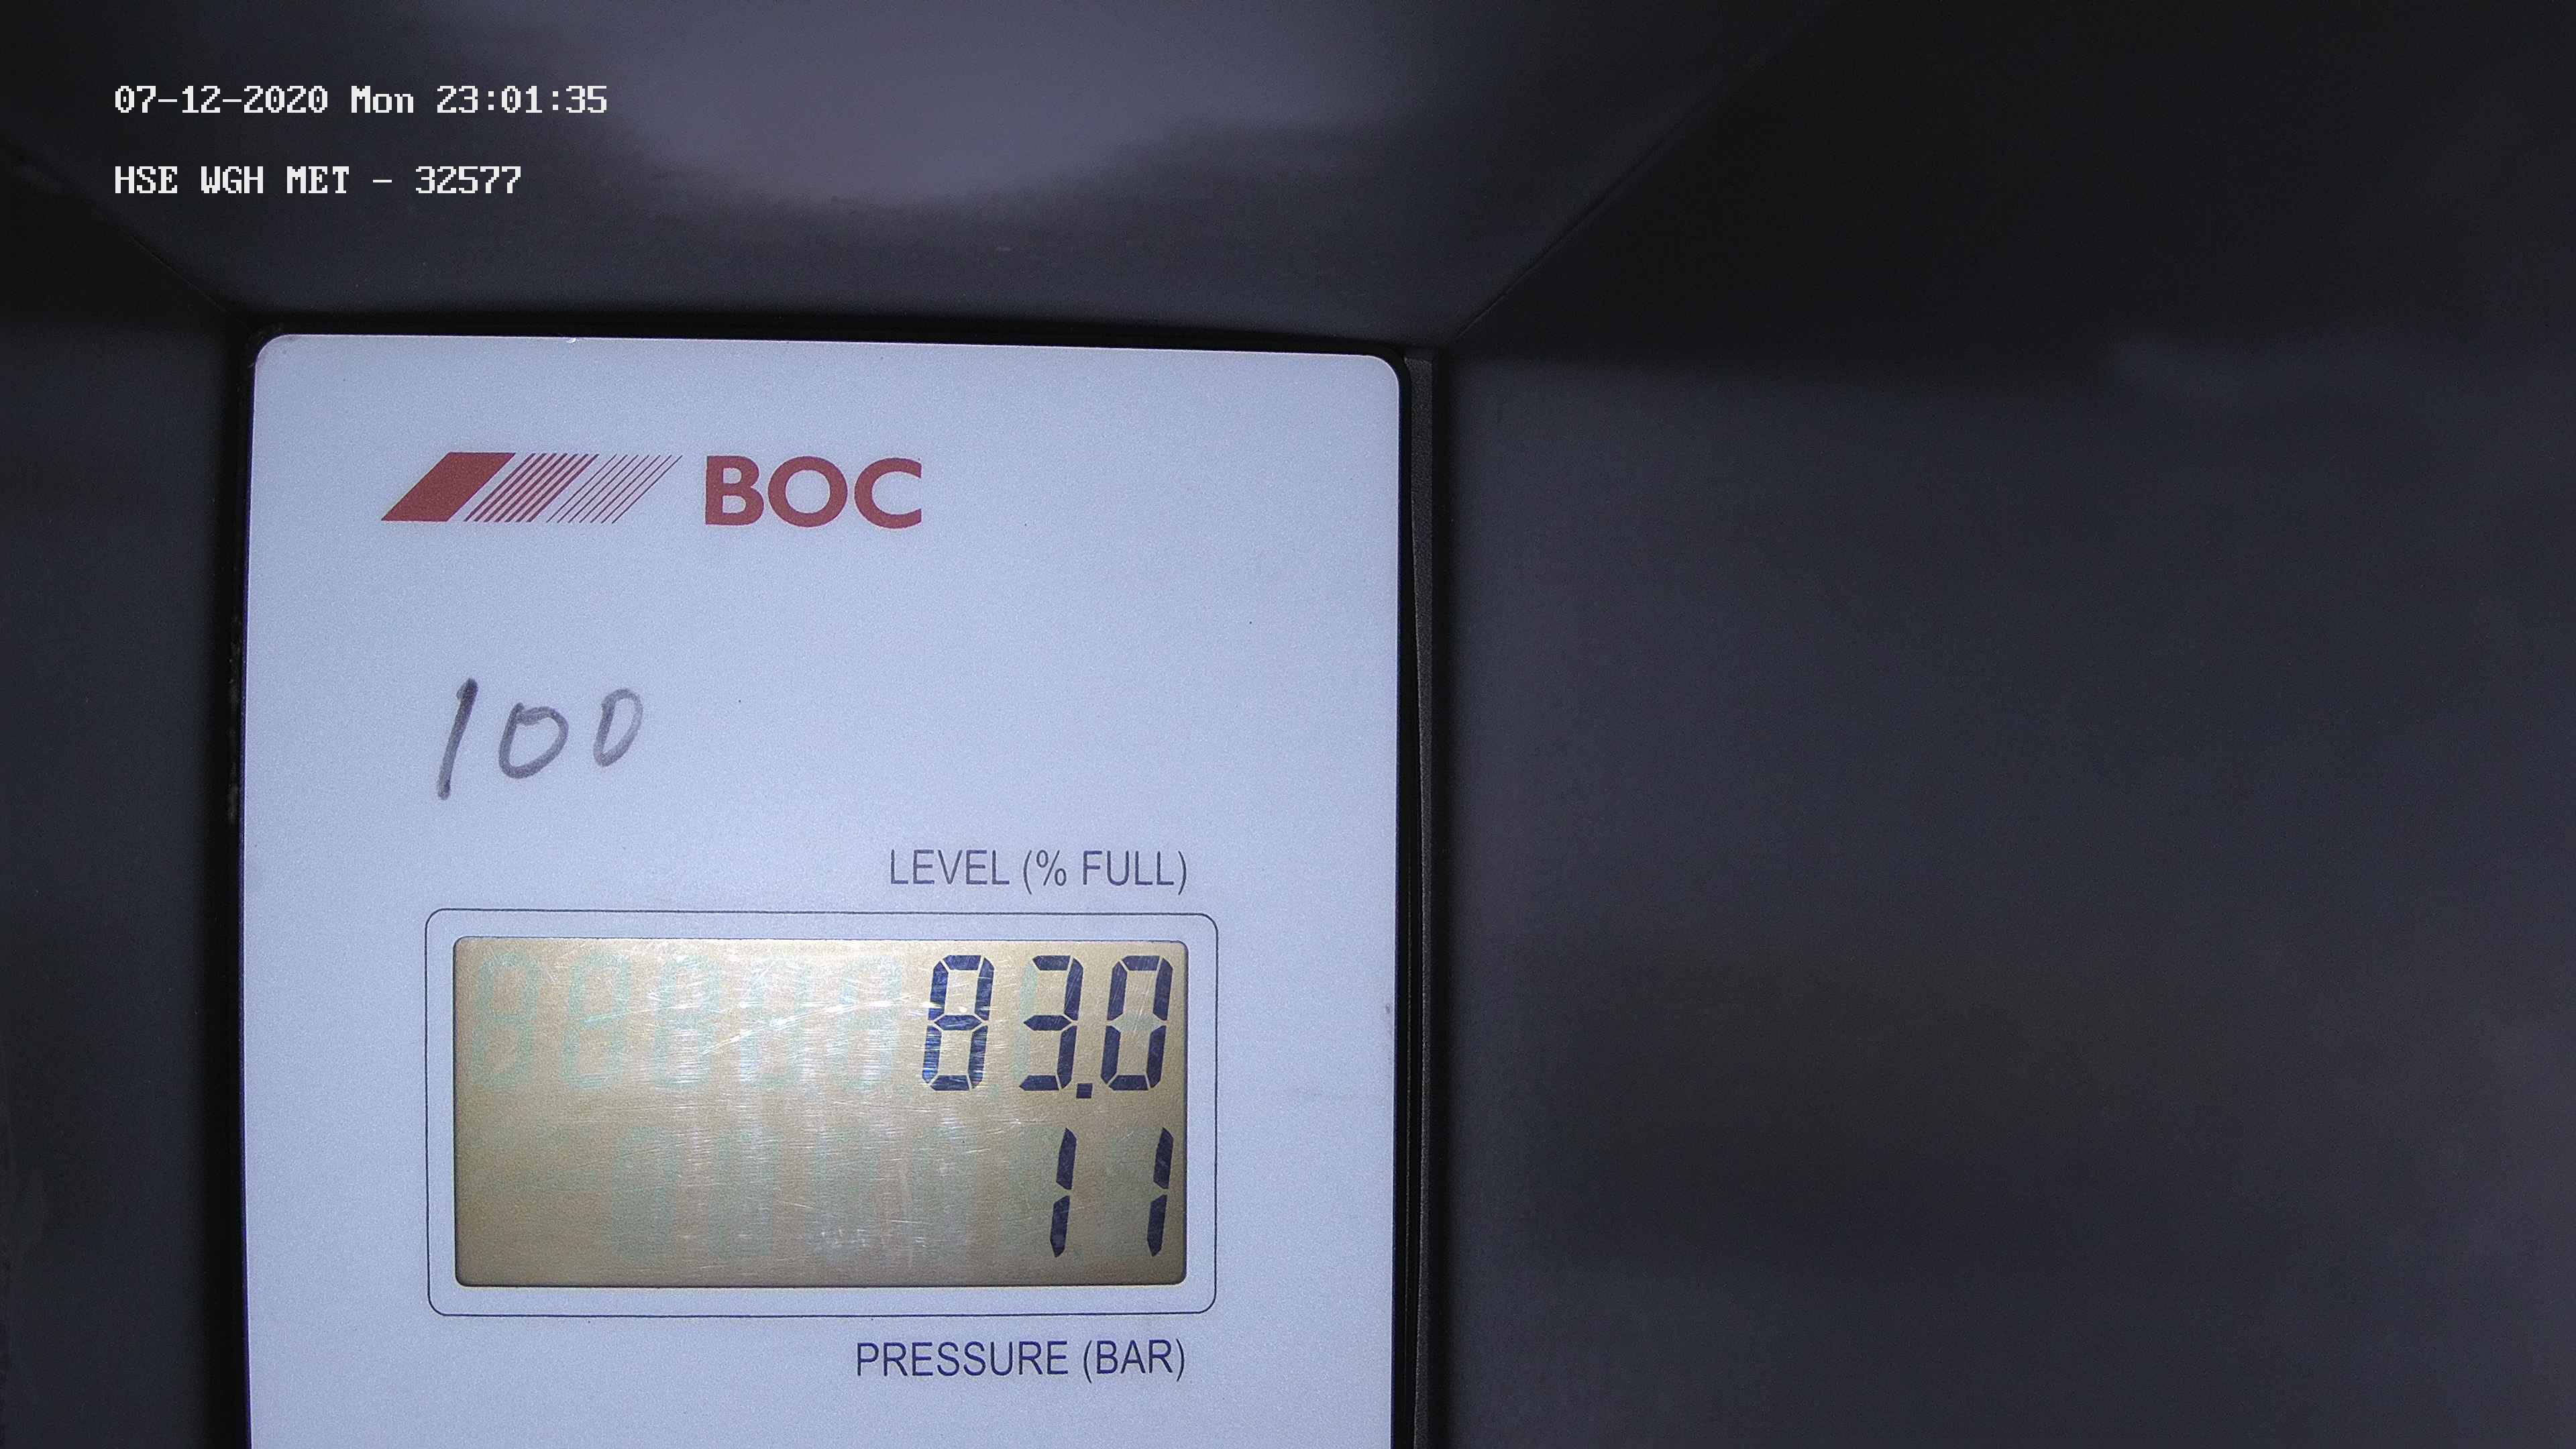 07-12-2020 Mon 23:01:35
HSE WGH MET - 32577
BOC
100
LEVEL (% FULL)
83.0
11
PRESSURE (BAR)